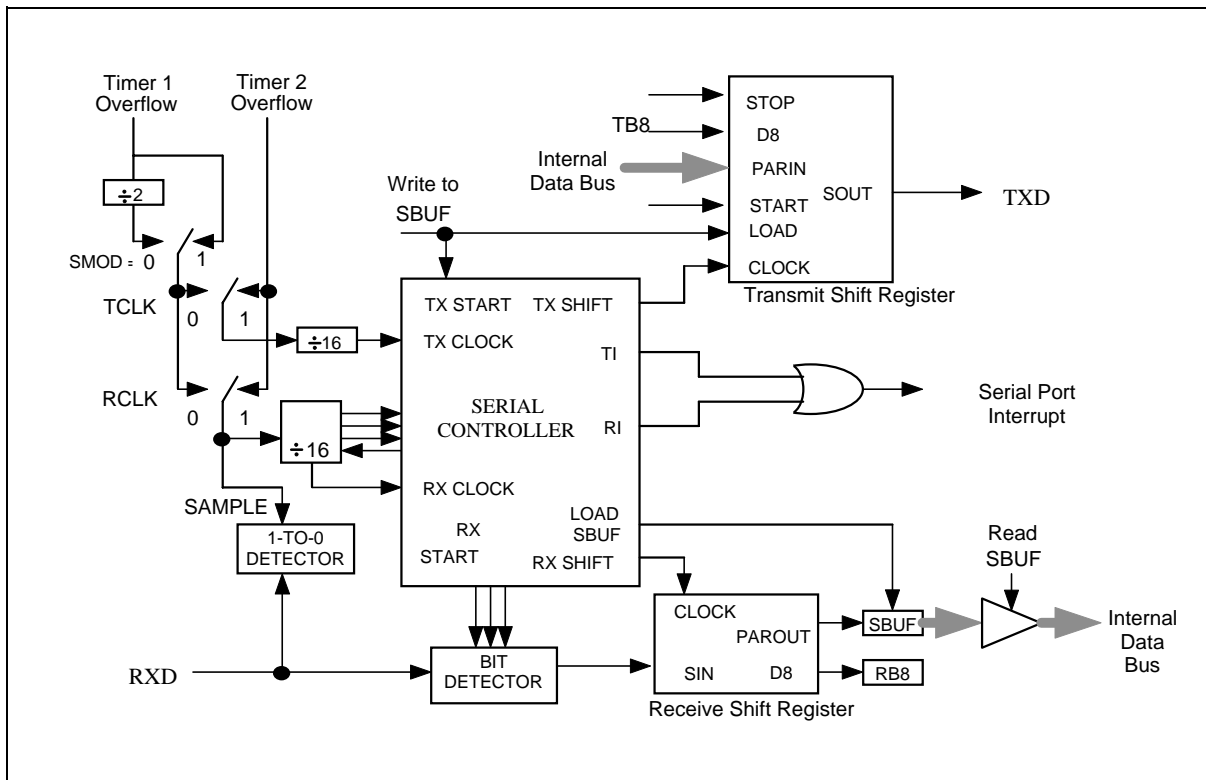 Timer 1
Overflow
Timer 2
Overflow
÷2
SMOD = 0
1
TCLK
0
1
÷16
RCLK
0
1
÷16
SAMPLE
1-TO-0
DETECTOR
RXD
Write to
SBUF
TX START
TX SHIFT
TX CLOCK
TI
SERIAL
CONTROLLER
RI
RX CLOCK
LOAD
SBUF
RX
START
RX SHIFT
BIT
DETECTOR
TB8
Internal
Data Bus
STOP
D8
PARIN
SOUT
START
LOAD
CLOCK
Transmit Shift Register
TXD
Serial Port
Interrupt
CLOCK
PAROUT
SIN
D8
Receive Shift Register
SBUF
RB8
Read
SBUF
Internal
Data
Bus